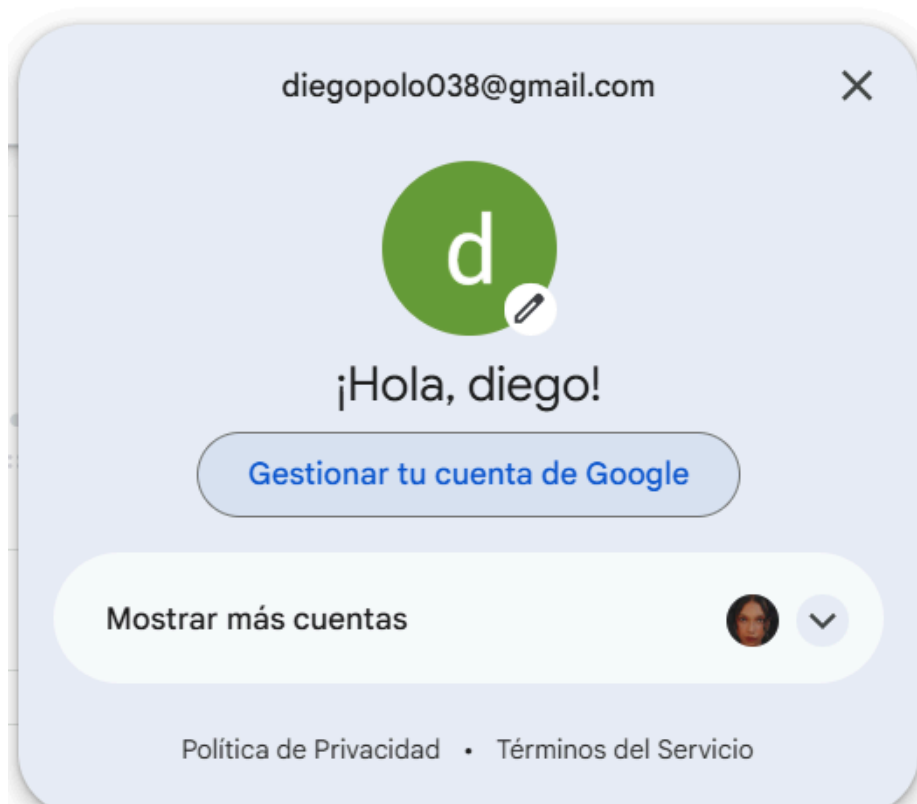 diegopolo038@gmail.com
d
¡Hola, diego!
Gestionar tu cuenta de Google
Mostrar más cuentas
Política de Privacidad • Términos del Servicio